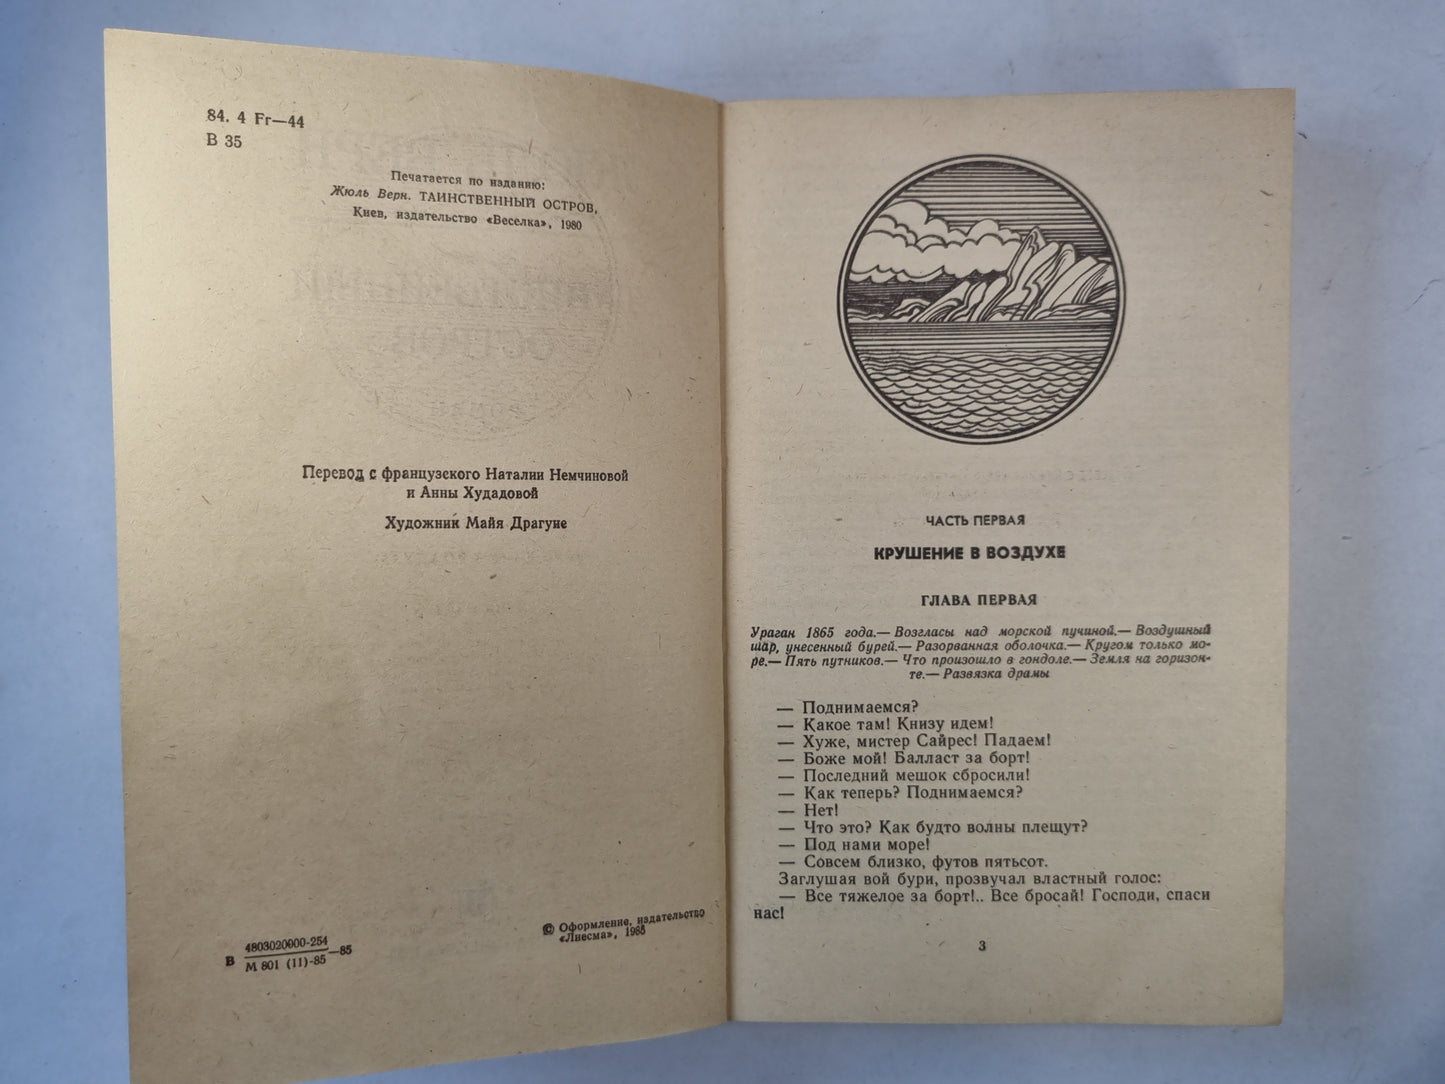 84. 4 Fr—44
В 35
Печатается по изданию:
Жюль Верн. ТАИНСТВЕННЫЙ ОСТРОВ,
Киев, издательство «Веселка», 1980
Перевод с французского Наталии Немчиновой
и Анны Худадовой
Художник Майя Драгуне
В 4803020000-254
М 801 (11)-85 —85
© Оформление, издательство
«Лиесма», 1985
ЧАСТЬ ПЕРВАЯ
КРУШЕНИЕ В ВОЗДУХЕ
ГЛАВА ПЕРВАЯ
Ураган 1865 года.— Возгласы над морской пучиной.— Воздушный
шар, унесенный бурей.— Разорванная оболочка.— Кругом только мо-
ре.— Пять путников.— Что произошло в гондоле.— Земля на горизон-
те.— Развязка драмы
— Поднимаемся?
— Какое там! Книзу идем!
— Хуже, мистер Сайрес! Падаем!
— Боже мой! Балласт за борт!
— Последний мешок сбросили!
— Как теперь? Поднимаемся?
— Нет!
— Что это? Как будто волны плещут?
— Под нами море!
— Совсем близко, футов пятьсот.
Заглушая вой бури, прозвучал властный голос:
— Все тяжелое за борт!.. Все бросай! Господи, спаси
нас!
3